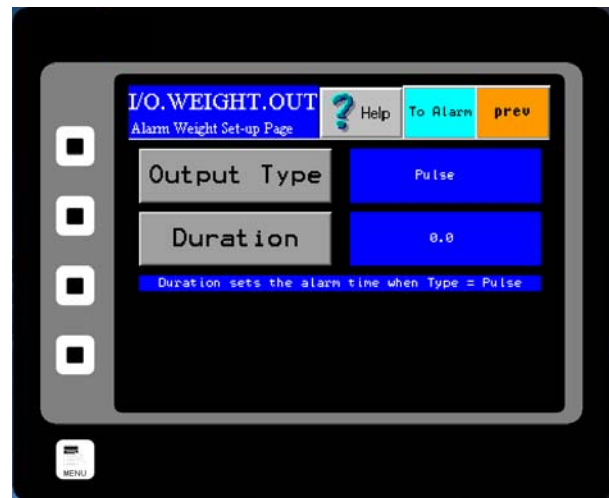 I/O.WEIGHT.OUT
Alarm Weight Set-up Page
? Help
To Alarm
prev
Output Type
Pulse
Duration
0.0
Duration sets the alarm time when Type = Pulse
MENU